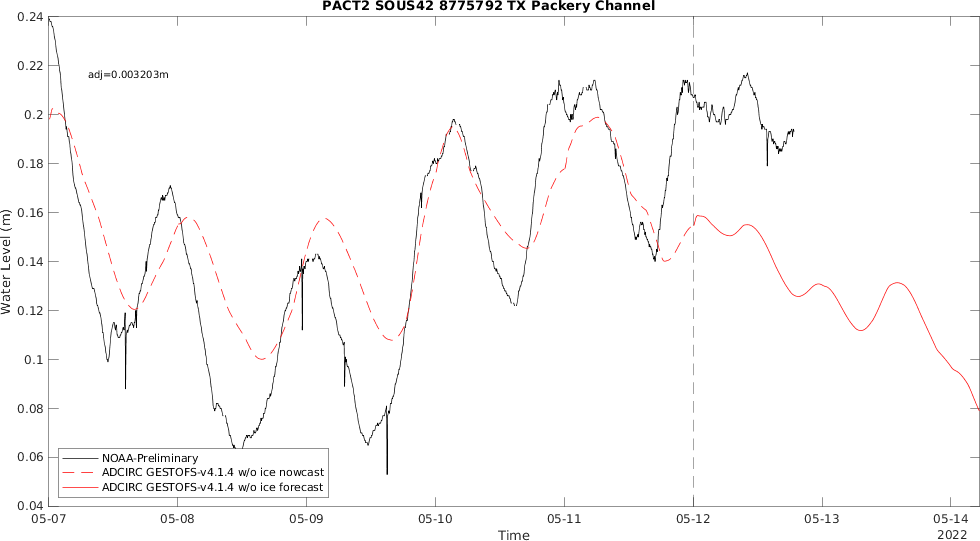 PACT2 SOUS42 8775792 TX Packery Channel
0.24
0.22
adj=0.003203m
0.2
0.18
0.16
0.14
0.12
0.1
0.08
0.06
0.04
Water Level (m)
NOAA-Preliminary
ADCIRC GESTOFS-v4.1.4 w/o ice nowcast
ADCIRC GESTOFS-v4.1.4 w/o ice forecast
05-07 05-08 05-09 05-10 05-11 05-12 05-13 05-14
Time
2022